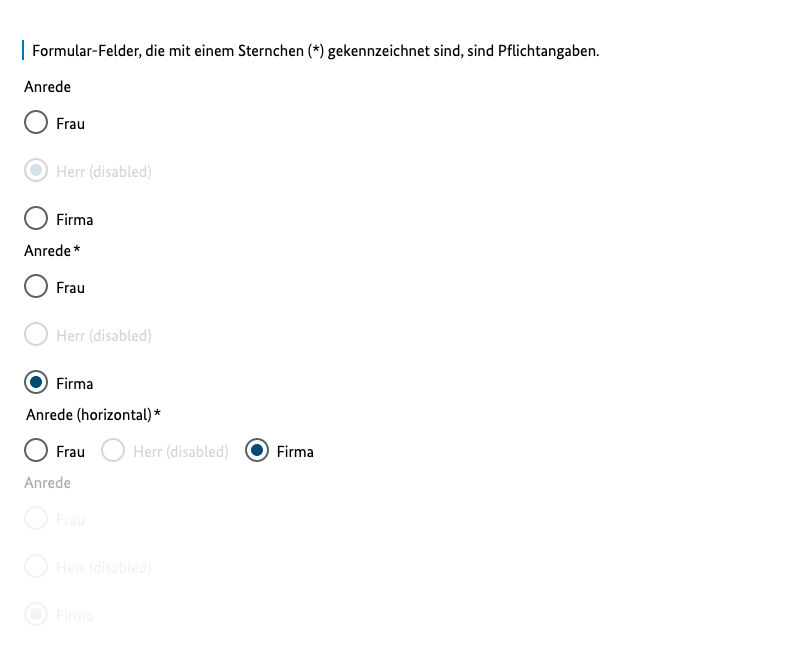 Formular-Felder, die mit einem Sternchen (*) gekennzeichnet sind, sind Pflichtangaben.
Anrede
Frau
Herr (disabled)
Firma
Anrede*
Frau
Herr (disabled)
Firma
Anrede (horizontal)*
Frau Herr (disabled) Firma
Anrede
Frau
Herr (disabled)
Firma